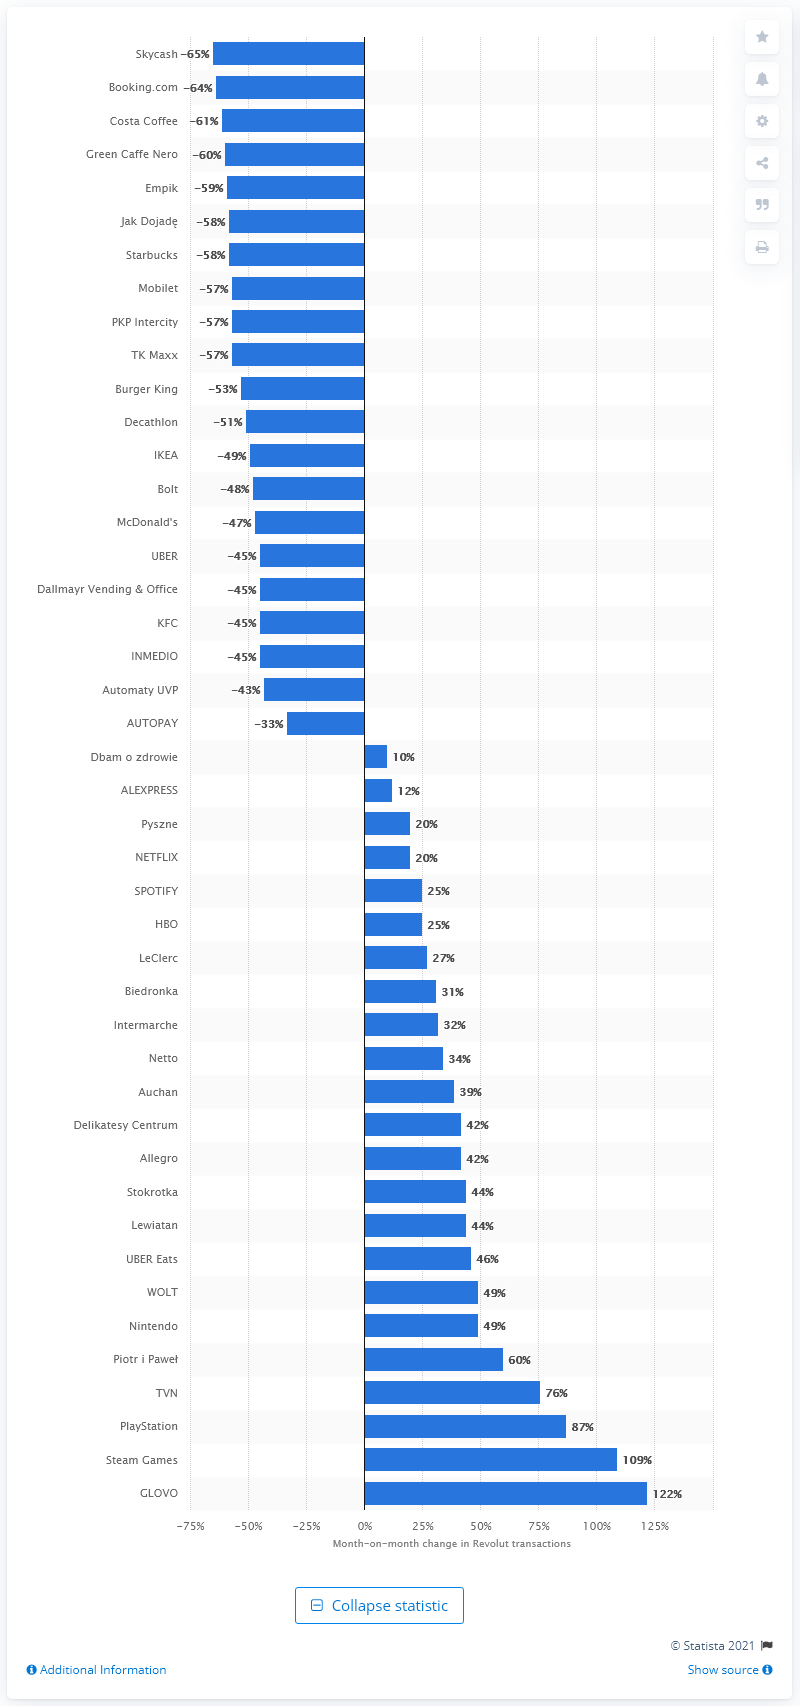 Skycash -65%
Booking.com -64%
Costa Coffee -61%
Green Caffe Nero -60%
Empik -59%
Jak Dojadę -58%
Starbucks -58%
Mobilet -57%
PKP Intercity -57%
TK Maxx -57%
Burger King -53%
Decathlon -51%
IKEA -49%
Bolt -48%
McDonald's -47%
UBER -45%
Dallmayr Vending & Office -45%
KFC -45%
INMEDIO -45%
Automaty UVP -43%
AUTOPAY -33%
Dbam o zdrowie 10%
ALEXPRESS 12%
Pyszne 20%
NETFLIX 20%
SPOTIFY 25%
HBO 25%
LeClerc 27%
Biedronka 31%
Intermarche 32%
Netto 34%
Auchan 39%
Delikatesy Centrum 42%
Allegro 42%
Stokrotka 44%
Lewiatan 44%
UBER Eats 46%
WOLT 49%
Nintendo 49%
Piotr i Paweł 60%
TVN 76%
PlayStation 87%
Steam Games 109%
GLOVO 122%
-75% -50% -25% 0% 25% 50% 75% 100% 125%
Month-on-month change in Revolut transactions
Collapse statistic
© Statista 2021
Additional Information Show source